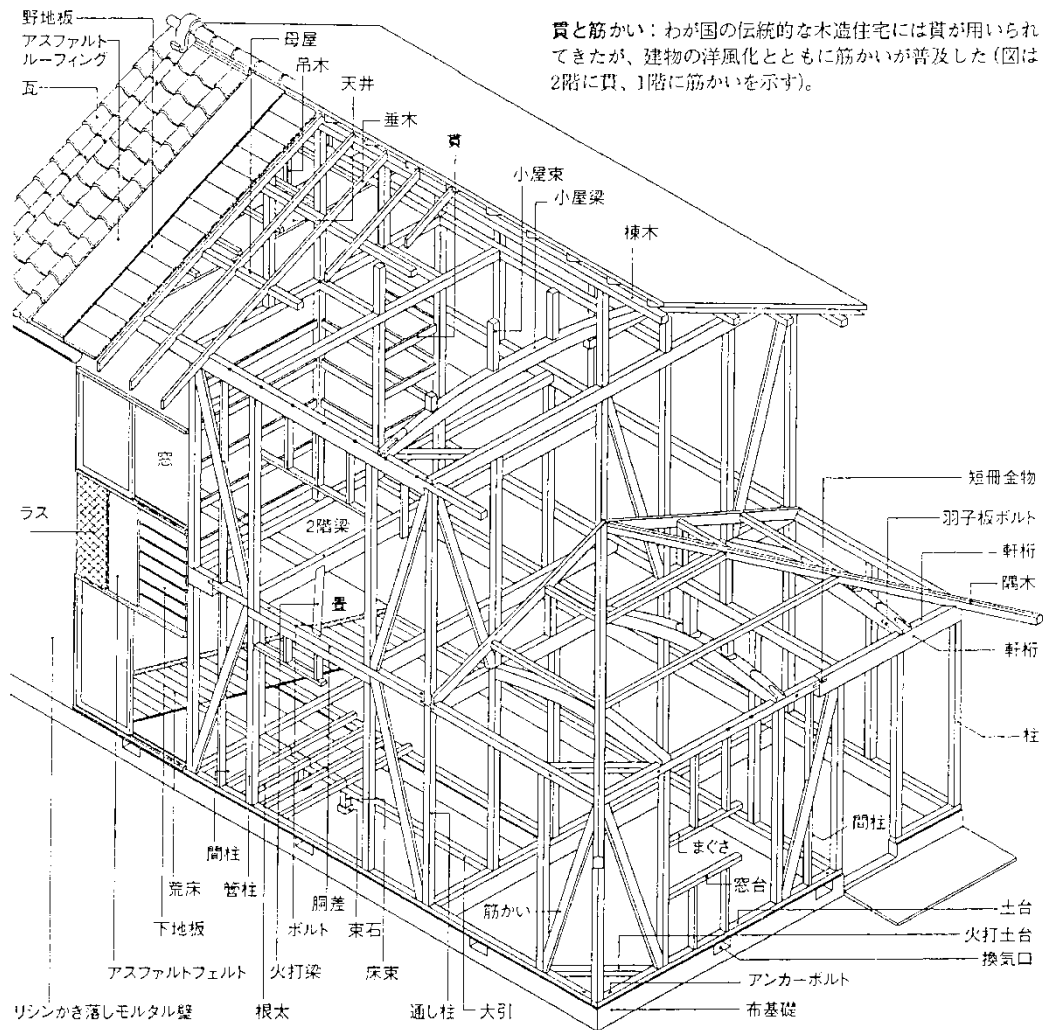 貫と筋かい：わが国の伝統的な木造住宅には貫が用いられ
てきたが、建物の洋風化とともに筋かいが普及した（図は
2階に貫、1階に筋かいを示す）。
野地板
アスファルト
ルーフィング
瓦
母屋
吊木
天井
垂木
貫
小屋束
小屋梁
棟木
窓
ラス
2階梁
畳
短冊金物
羽子板ボルト
軒桁
隅木
軒桁
柱
間柱
まぐさ
窓台
筋かい
土台
火打土台
換気口
アンカーボルト
布基礎
間柱
荒床
管柱
下地板
胴差
ボルト
束石
アスファルトフェルト
火打梁
床束
リシンかき落しモルタル壁
根太
通し柱
大引